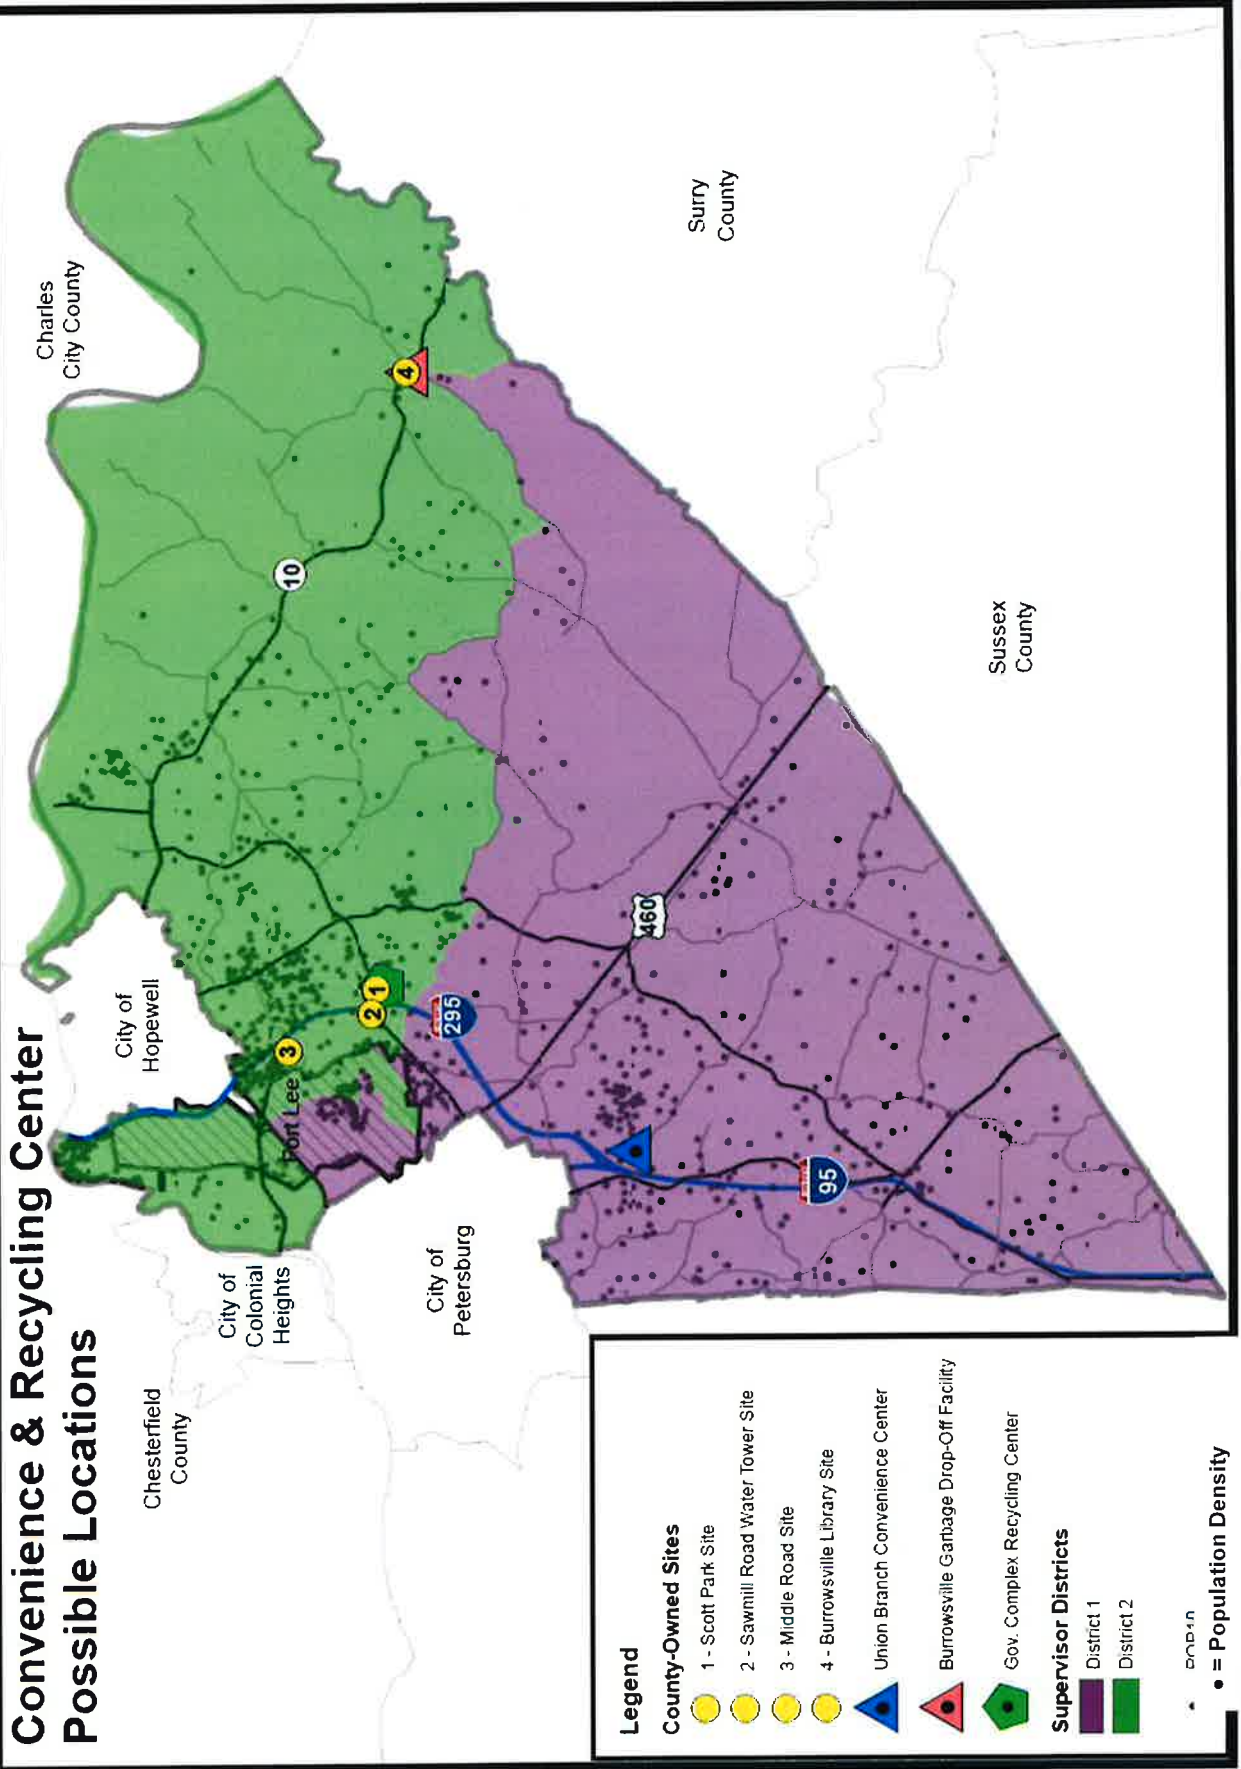 Convenience & Recycling Center
Possible Locations
Charles
City County
Surry
County
Sussex
County
City of
Hopewell
Fort Lee
City of
Colonial
Heights
City of
Petersburg
Chesterfield
County
10
4
1
2
3
295
460
95
Legend
County-Owned Sites
1 - Scott Park Site
2 - Sawmill Road Water Tower Site
3 - Middle Road Site
4 - Burrowsville Library Site
Union Branch Convenience Center
Burrowsville Garbage Drop-Off Facility
Gov. Complex Recycling Center
Supervisor Districts
District 1
District 2
• = Population Density